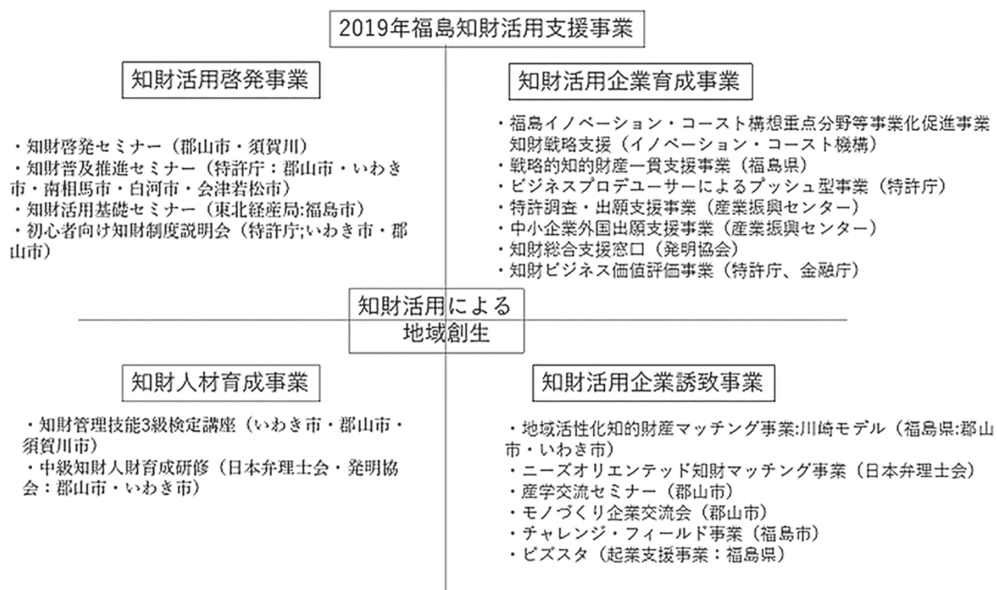 2019年福島知財活用支援事業
知財活用啓発事業
・知財啓発セミナー（郡山市・須賀川）
・知財普及推進セミナー（特許庁：郡山市・いわき
市・南相馬市・白河市・会津若松市）
・知財活用基礎セミナー（東北経産局:福島市）
・初心者向け知財制度説明会（特許庁;いわき市・郡
山市）
知財活用企業育成事業
・福島イノベーション・コースト構想重点分野等事業化促進事業
知財戦略支援（イノベーション・コースト機構）
・戦略的知的財産一貫支援事業（福島県）
・ビジネスプロデューサーによるプッシュ型事業（特許庁）
・特許調査・出願支援事業（産業振興センター）
・中小企業外国出願支援事業（産業振興センター）
・知財総合支援窓口（発明協会）
・知財ビジネス価値評価事業（特許庁、金融庁）
知財活用による
地域創生
知財人材育成事業
・知財管理技能3級検定講座（いわき市・郡山市・
須賀川市）
・中級知財人財育成研修（日本弁理士会・発明協
会：郡山市・いわき市）
知財活用企業誘致事業
・地域活性化知的財産マッチング事業:川崎モデル（福島県:郡山
市・いわき市）
・ニーズオリエンテッド知財マッチング事業（日本弁理士会）
・産学交流セミナー（郡山市）
・モノづくり企業交流会（郡山市）
・チャレンジ・フィールド事業（福島市）
・ビズスタ（起業支援事業：福島県）